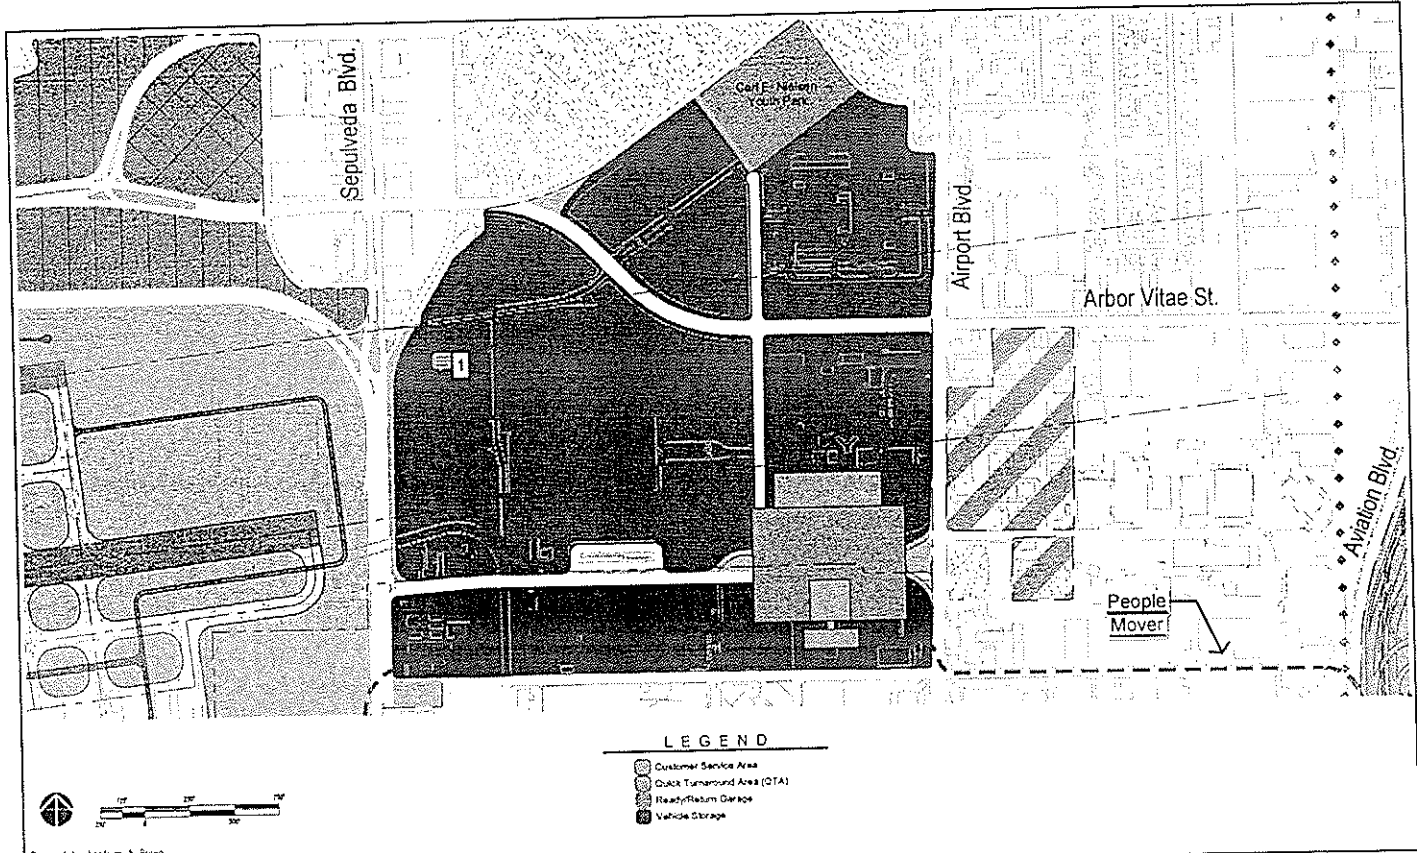 Carl E. Nielsen
Youth Park
Sepulveda Blvd.
Airport Blvd.
Arbor Vitae St.
1
Aviation Blvd.
People
Mover
LEGEND
Customer Service Area
Quick Turnaround Area (QTA)
Ready/Return Garage
Vehicle Storage
0